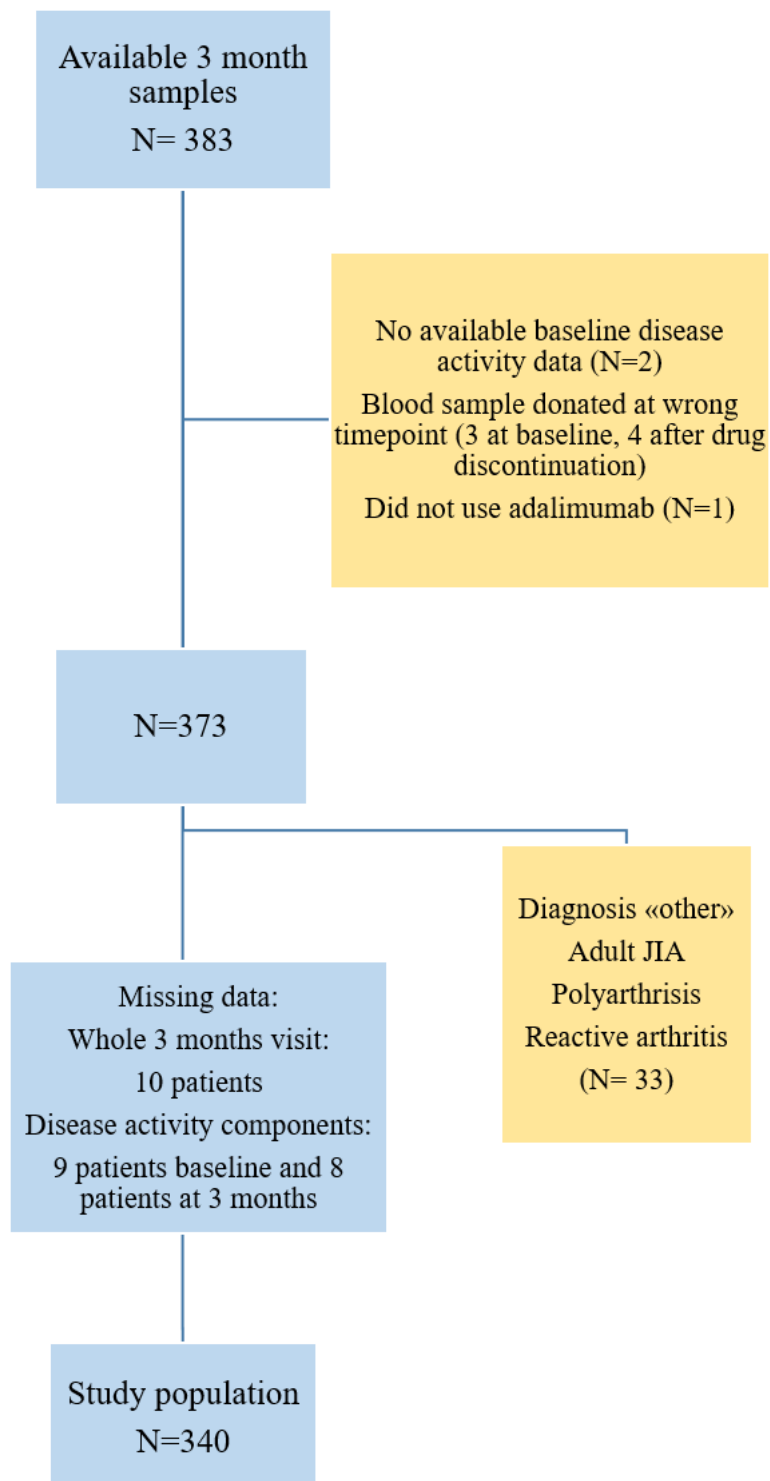 Available 3 month
samples
N= 383
No available baseline disease
activity data (N=2)
Blood sample donated at wrong
timepoint (3 at baseline, 4 after drug
discontinuation)
Did not use adalimumab (N=1)
N=373
Diagnosis «other»
Adult JIA
Polyarthrisis
Reactive arthritis
(N= 33)
Missing data:
Whole 3 months visit:
10 patients
Disease activity components:
9 patients baseline and 8
patients at 3 months
Study population
N=340